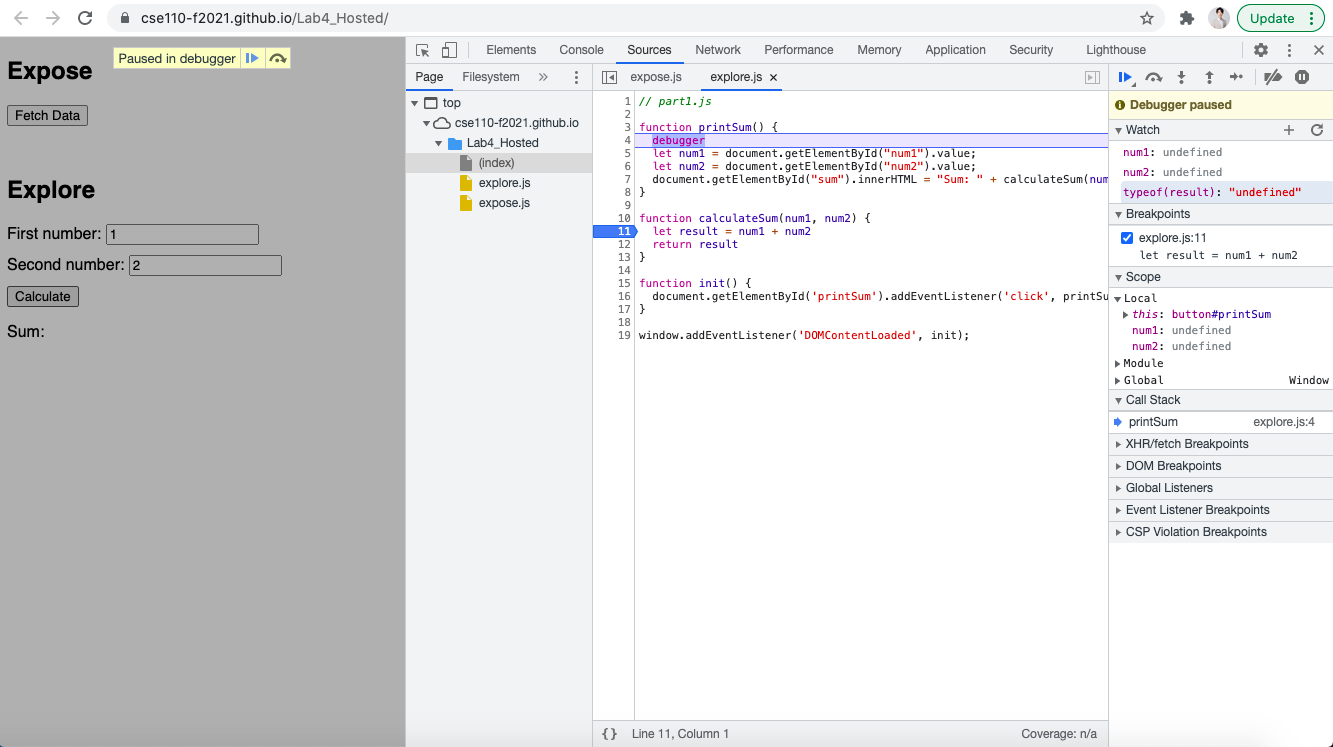 cse110-f2021.github.io/Lab4_Hosted/
Update
Expose
Paused in debugger
Fetch Data
Explore
First number: 1
Second number: 2
Calculate
Sum:
Elements Console Sources Network Performance Memory Application Security Lighthouse
Page Filesystem »
top
cse110-f2021.github.io
Lab4_Hosted
(index)
explore.js
expose.js
expose.js explore.js ×
1 // part1.js
2
3 function printSum() {
4 debugger
5 let num1 = document.getElementById("num1").value;
6 let num2 = document.getElementById("num2").value;
7 document.getElementById("sum").innerHTML = "Sum: " + calculateSum(num
8 }
9
10 function calculateSum(num1, num2) {
11 let result = num1 + num2
12 return result
13 }
14
15 function init() {
16 document.getElementById('printSum').addEventListener('click', printSu
17 }
18
19 window.addEventListener('DOMContentLoaded', init);
{} Line 11, Column 1 Coverage: n/a
Debugger paused
Watch
num1: undefined
num2: undefined
typeof(result): "undefined"
Breakpoints
explore.js:11
let result = num1 + num2
Scope
Local
this: button#printSum
num1: undefined
num2: undefined
Module
Global Window
Call Stack
printSum explore.js:4
XHR/fetch Breakpoints
DOM Breakpoints
Global Listeners
Event Listener Breakpoints
CSP Violation Breakpoints